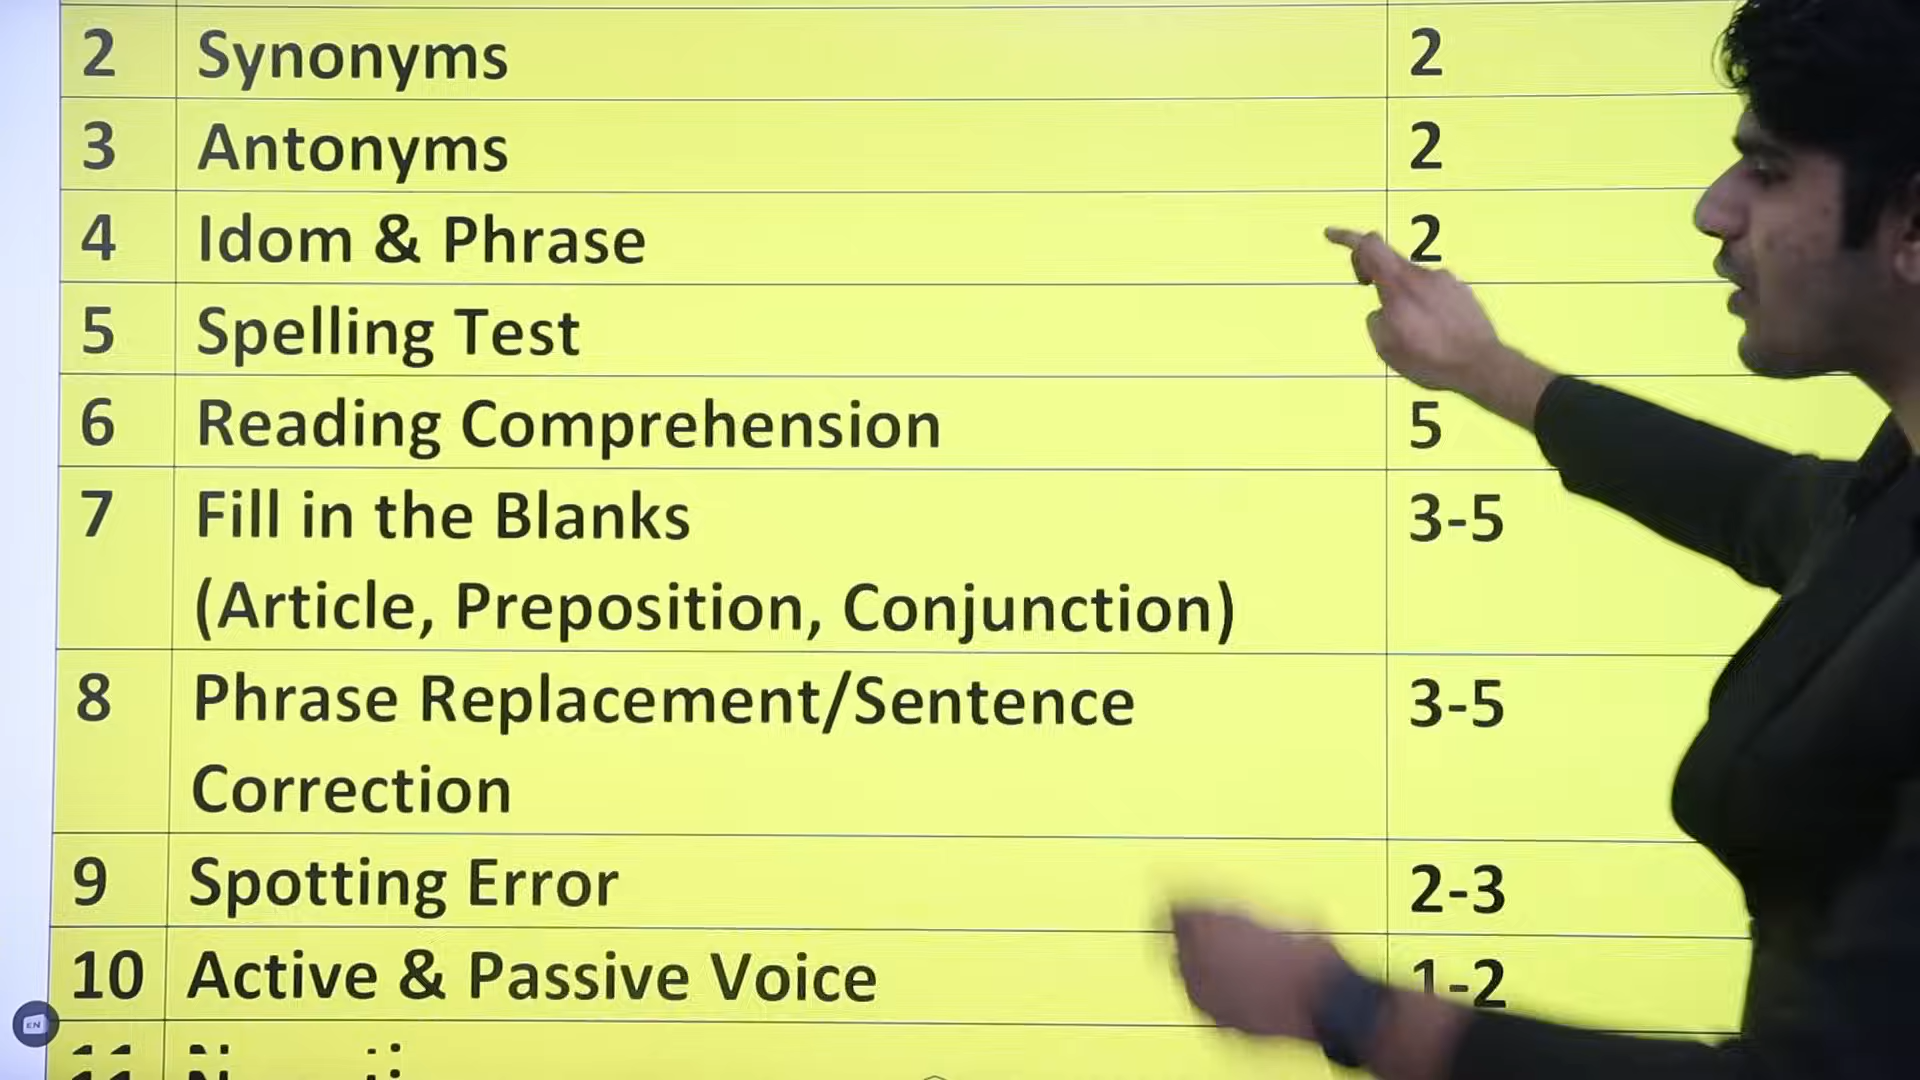 2 Synonyms 2
3 Antonyms 2
4 Idom & Phrase 2
5 Spelling Test
6 Reading Comprehension 5
7 Fill in the Blanks 3-5
(Article, Preposition, Conjunction)
8 Phrase Replacement/Sentence 3-5
Correction
9 Spotting Error 2-3
10 Active & Passive Voice 1-2
EN